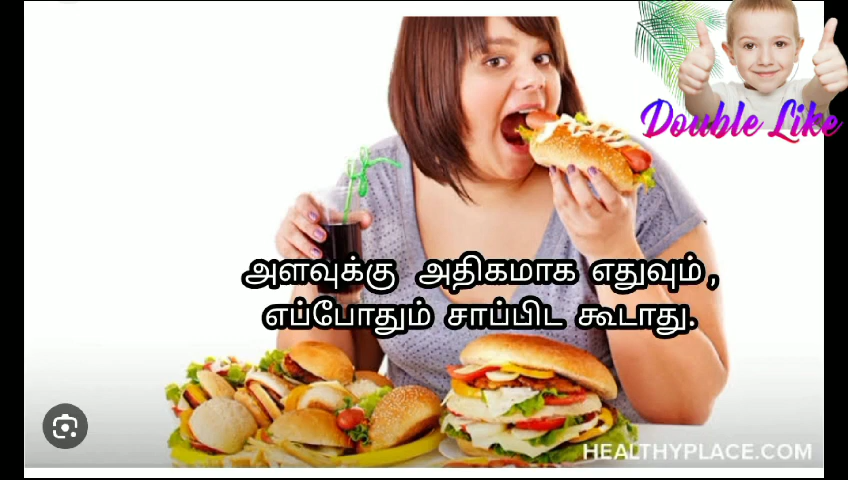 Double Like
அளவுக்கு அதிகமாக எதுவும் ,
எப்போதும் சாப்பிட கூடாது.
HEALTHYPLACE.COM